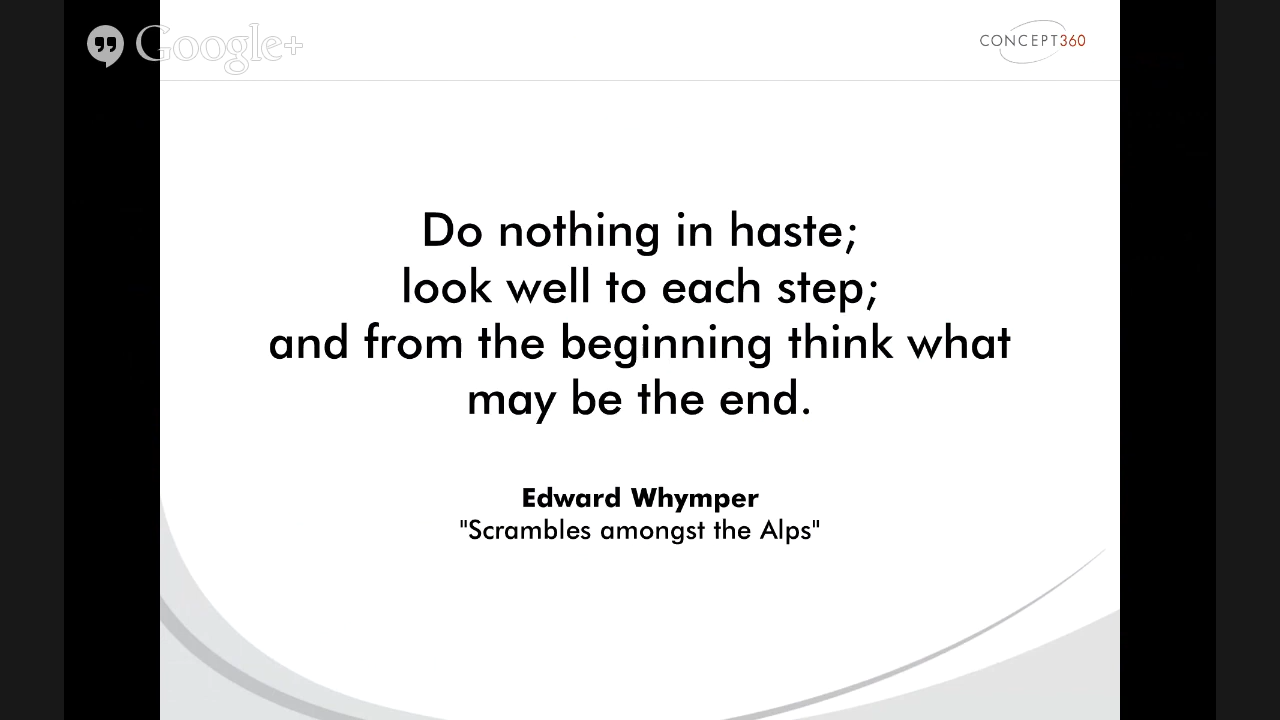 Google+
CONCEPT360
Do nothing in haste;
look well to each step;
and from the beginning think what
may be the end.
Edward Whymper
"Scrambles amongst the Alps"